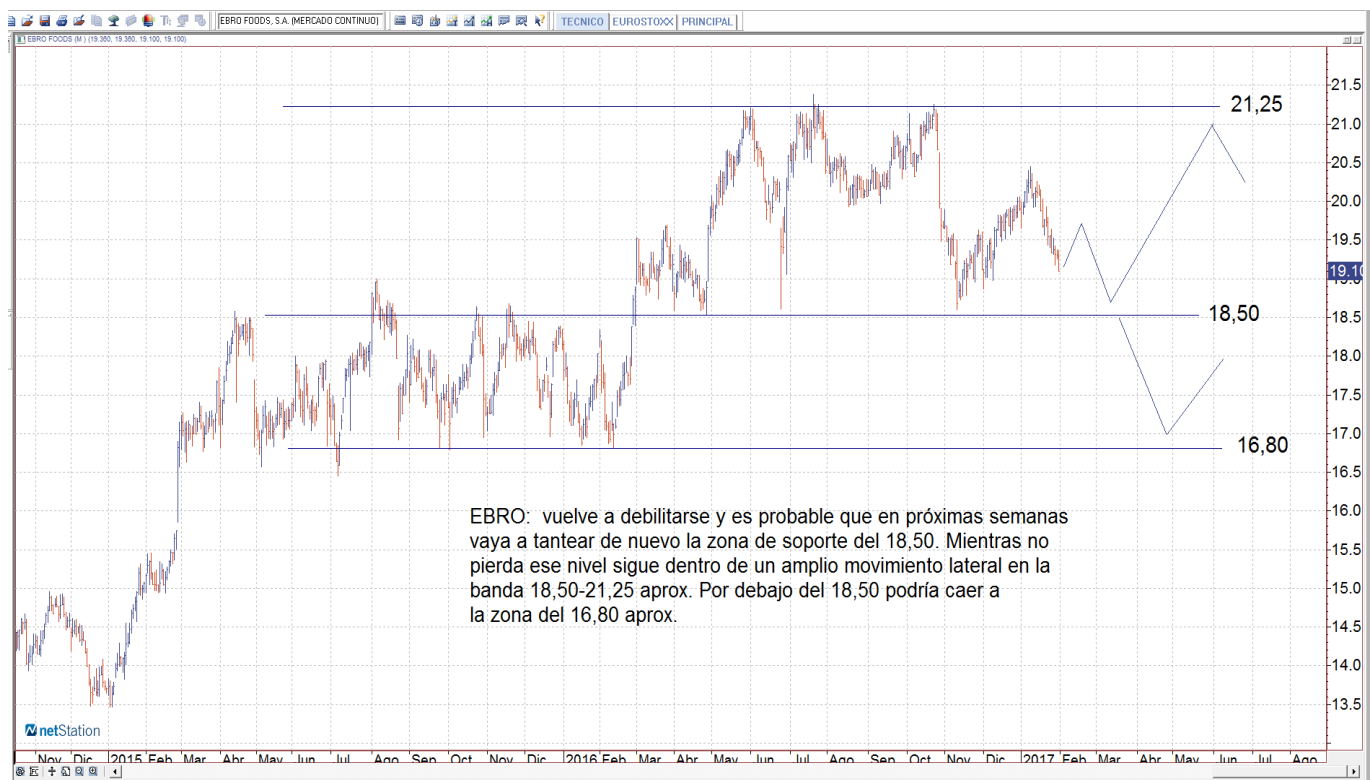 EBRO FOODS, S.A. (MERCADO CONTINUO)
TECNICO EUROSTOXX PRINCIPAL
EBRO FOODS (M ) (19.360, 19.350, 19.100, 19.100)
21.5
21,25
21.0
20.5
20.0
19.5
19.10
19.0
18.5
18,50
18.0
17.5
17.0
16,80
16.5
16.0
EBRO: vuelve a debilitarse y es probable que en próximas semanas
vaya a tantear de nuevo la zona de soporte del 18,50. Mientras no
pierda ese nivel sigue dentro de un amplio movimiento lateral en la
banda 18,50-21,25 aprox. Por debajo del 18,50 podría caer a
la zona del 16,80 aprox.
15.5
15.0
14.5
14.0
13.5
netStation
Nov Dic 2015 Feb Mar Abr May Jun Jul Ago Sep Oct Nov Dic 2016 Feb Mar Abr May Jun Jul Ago Sep Oct Nov Dic 2017 Feb Mar Abr May Jun Jul Ago